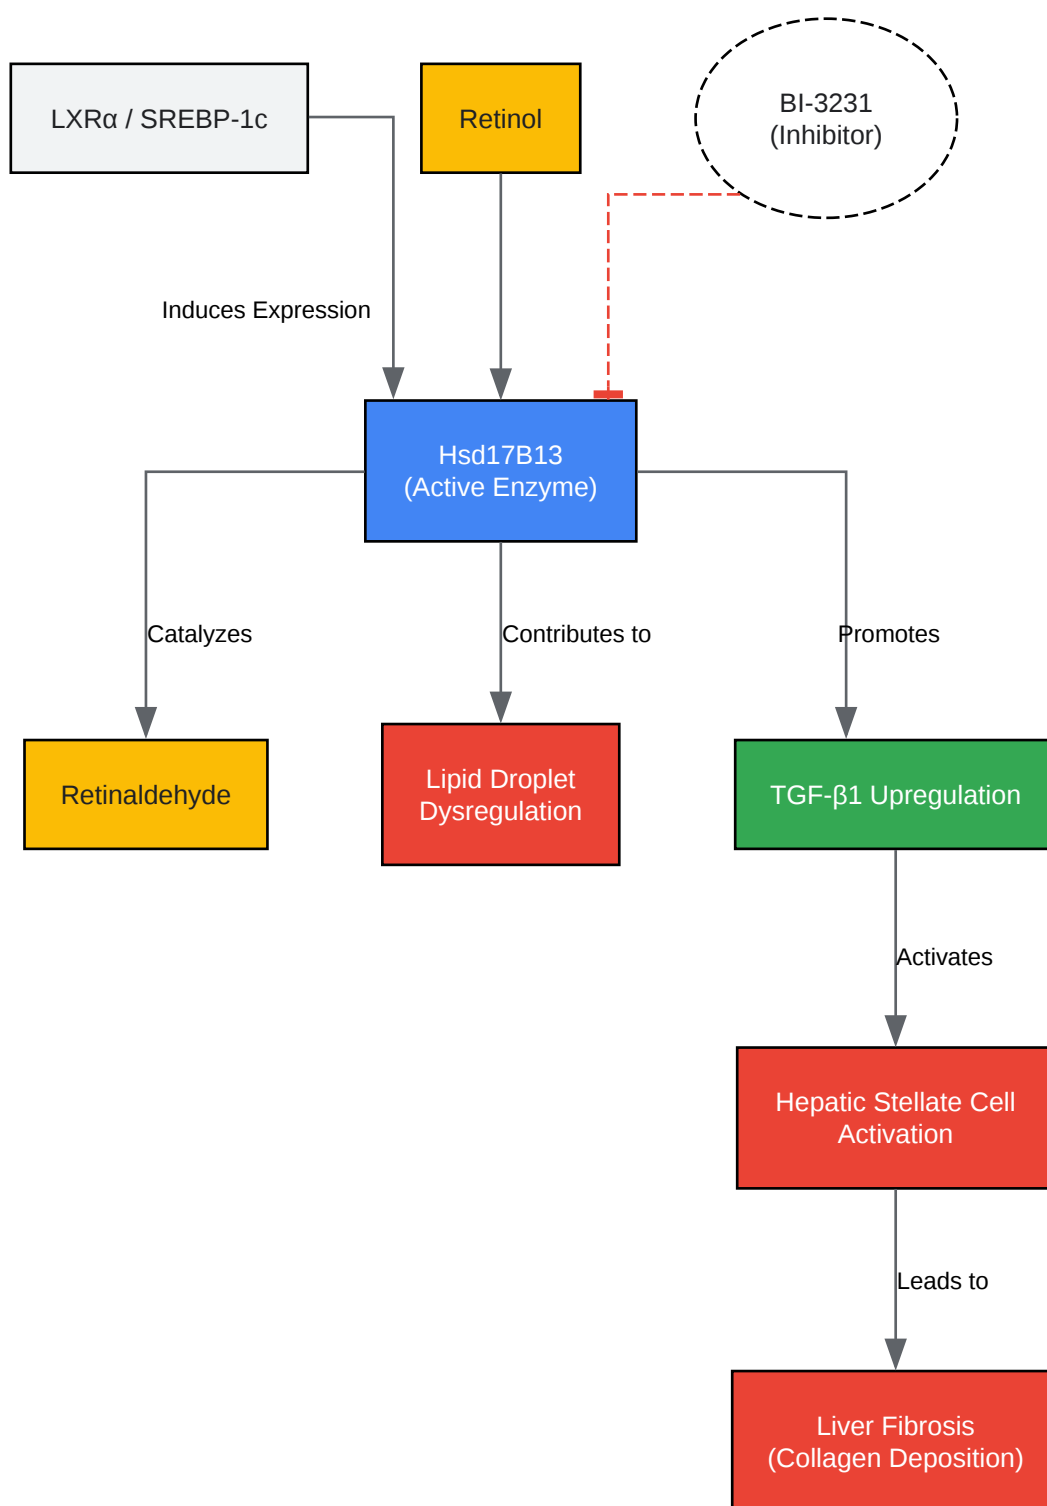 LXRα / SREBP-1c
Retinol
BI-3231
(Inhibitor)
Induces Expression
Hsd17B13
(Active Enzyme)
Catalyzes
Contributes to
Promotes
Retinaldehyde
Lipid Droplet
Dysregulation
TGF-β1 Upregulation
Activates
Hepatic Stellate Cell
Activation
Leads to
Liver Fibrosis
(Collagen Deposition)